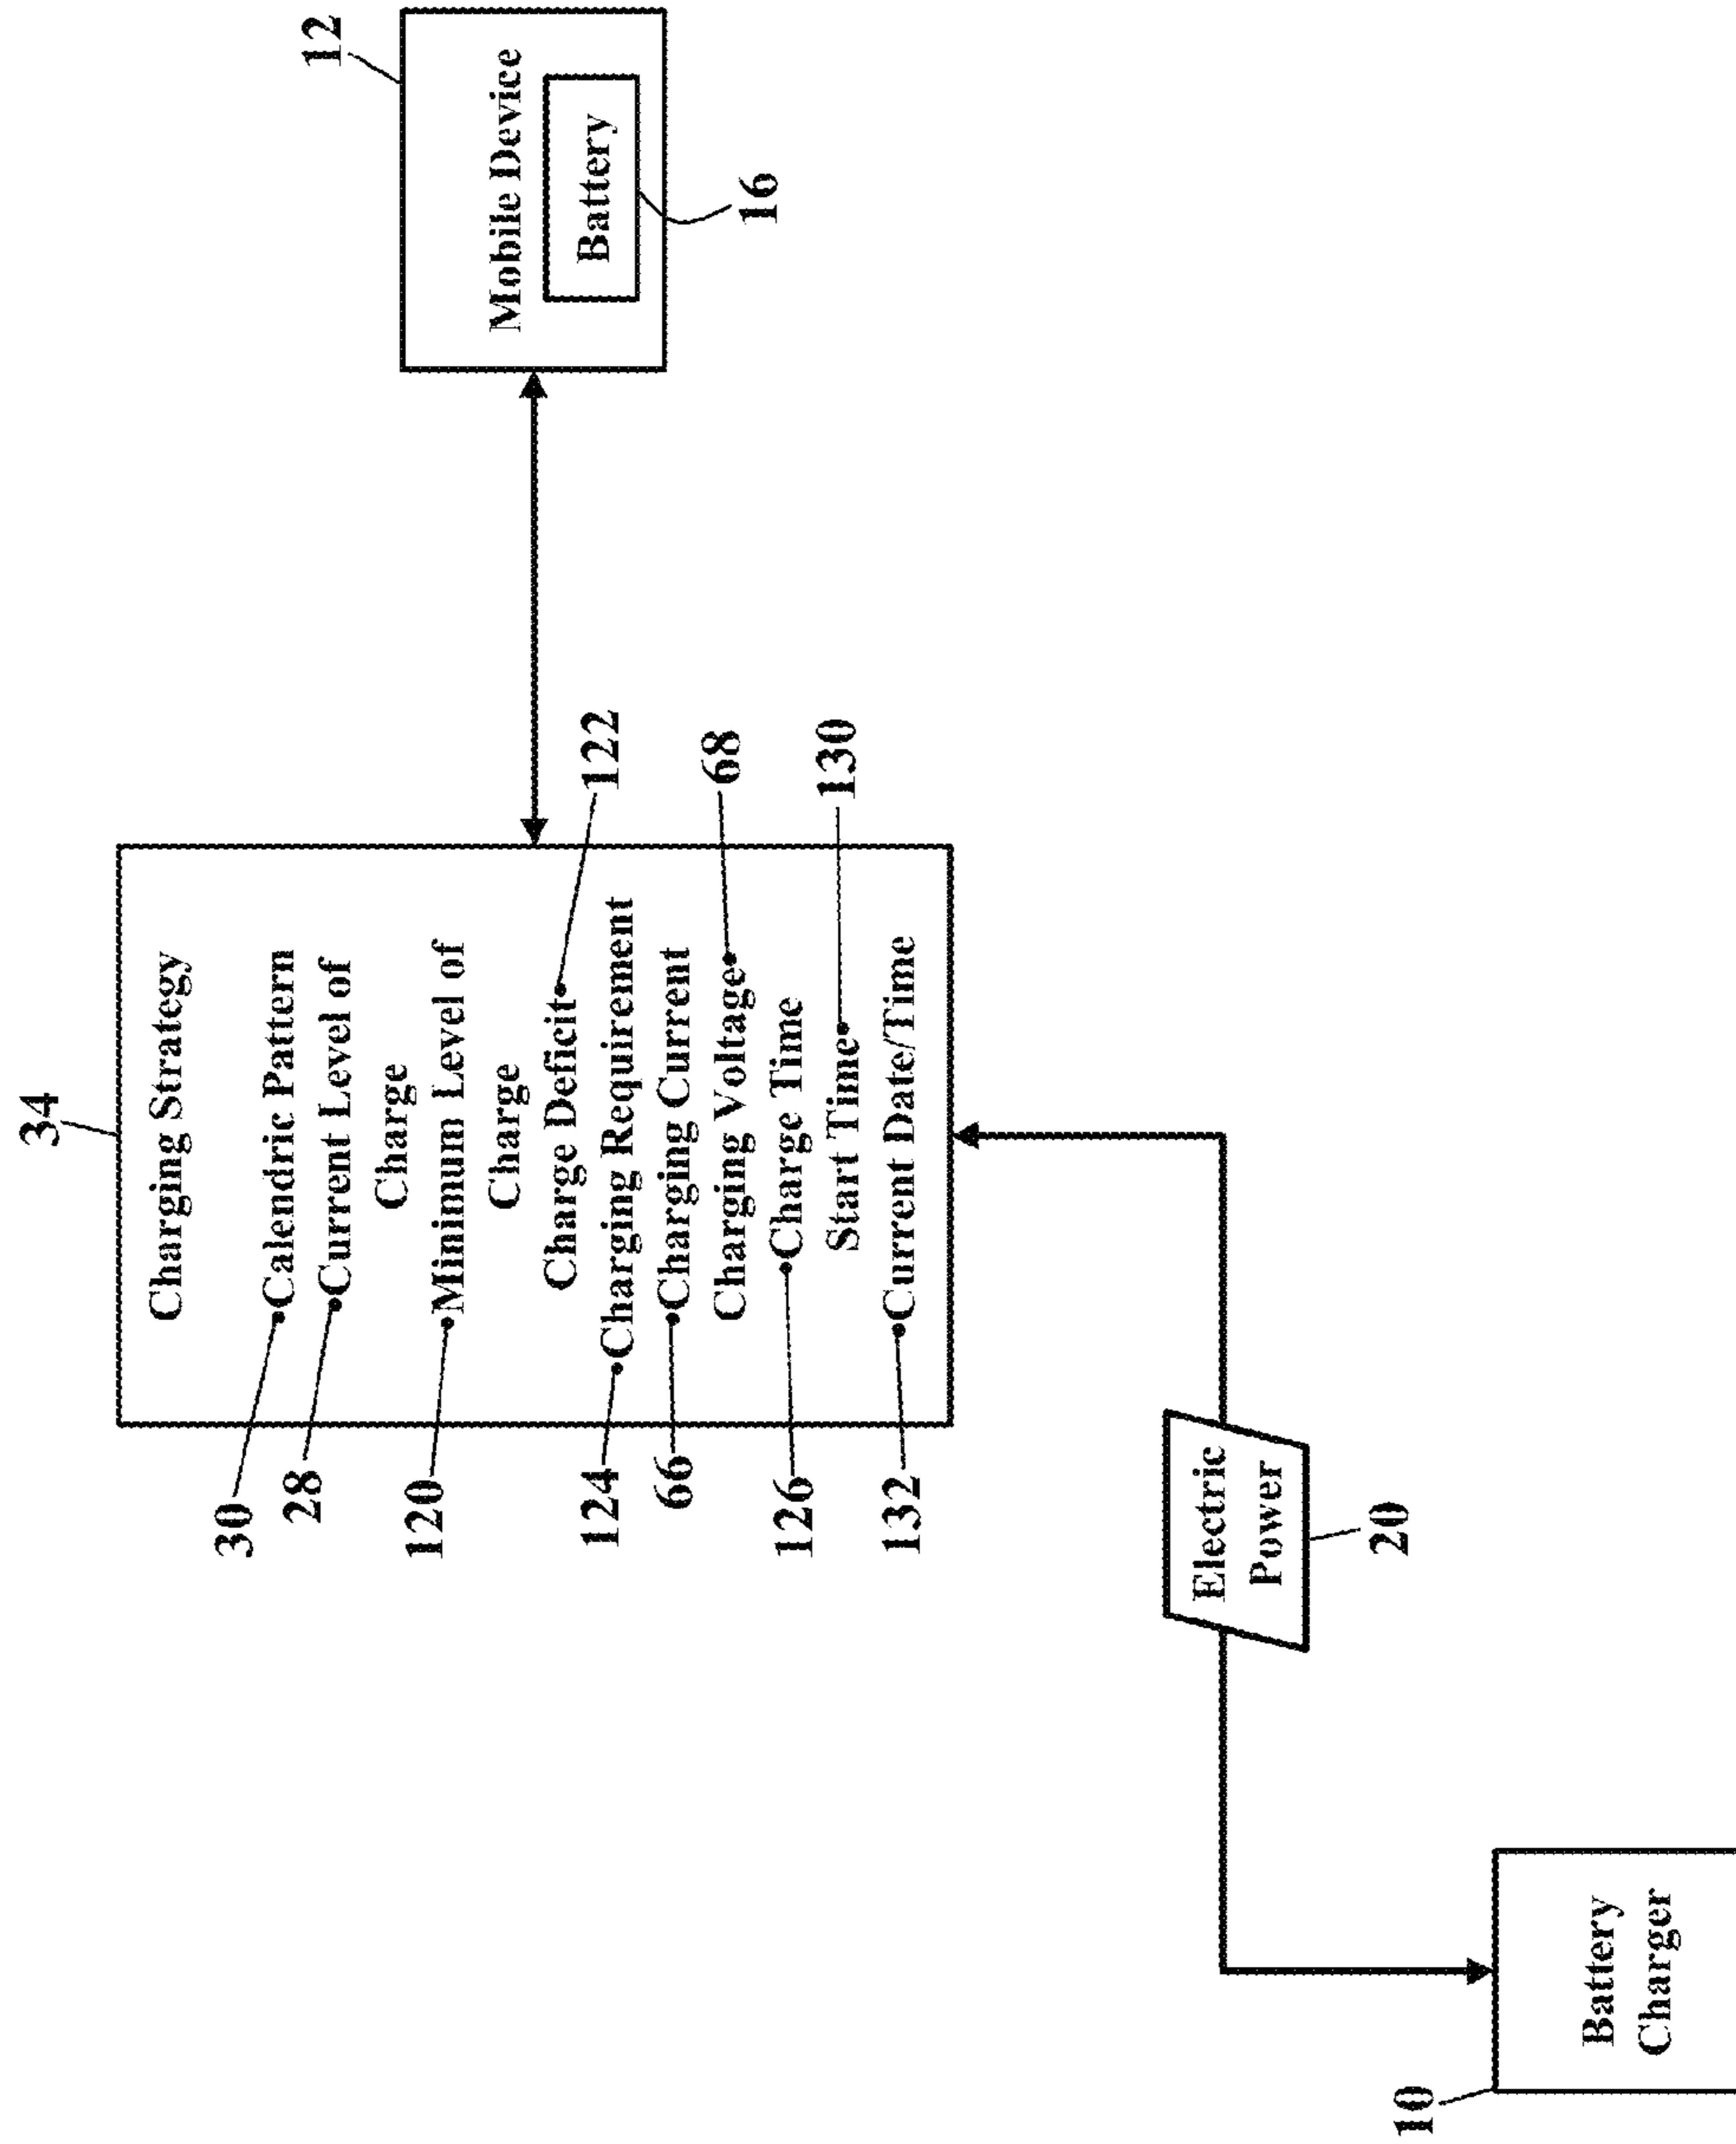 34
Charging Strategy
30
Calendric Pattern
28
Current Level of
Charge
120
Minimum Level of
Charge
Charge Deficit
122
124
Charging Requirement
66
Charging Current
Charging Voltage
68
126
Charge Time
Start Time
130
132
Current Date/Time
12
Mobile Device
Battery
16
Electric
Power
20
10
Battery
Charger